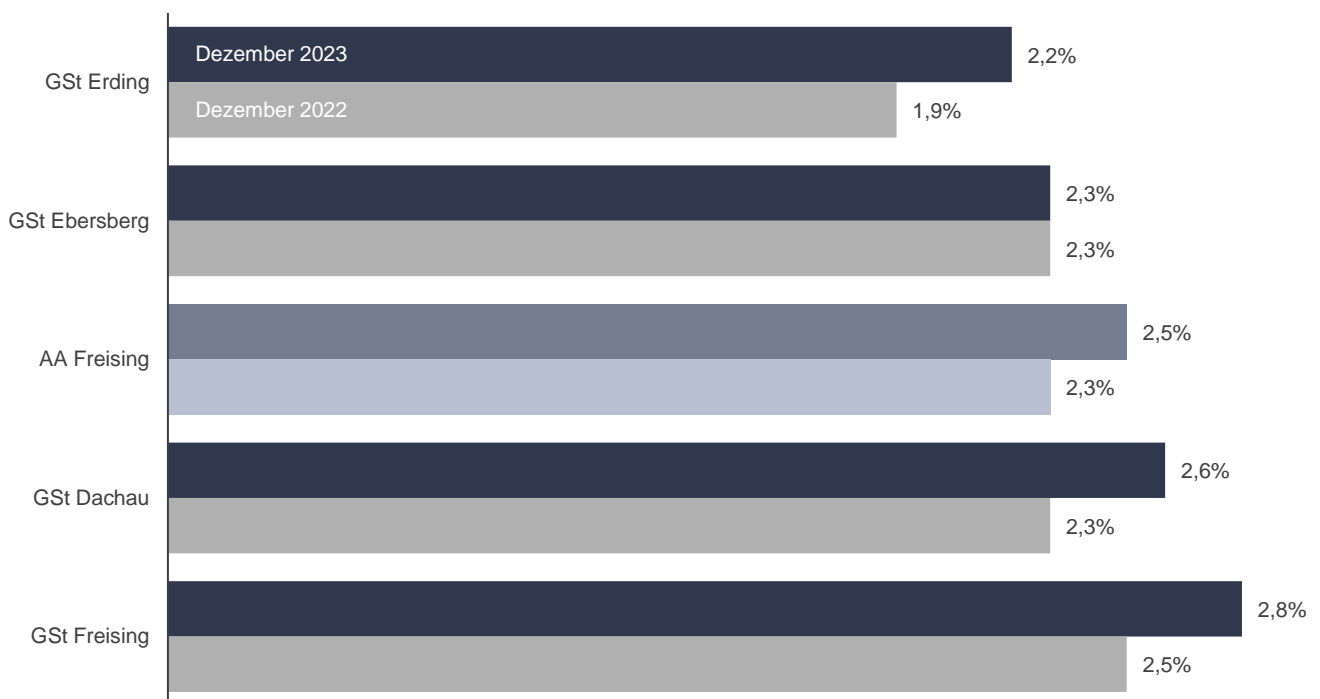 GSt Erding
Dezember 2023
2,2%
Dezember 2022
1,9%
GSt Ebersberg
2,3%
2,3%
AA Freising
2,5%
2,3%
GSt Dachau
2,6%
2,3%
GSt Freising
2,8%
2,5%